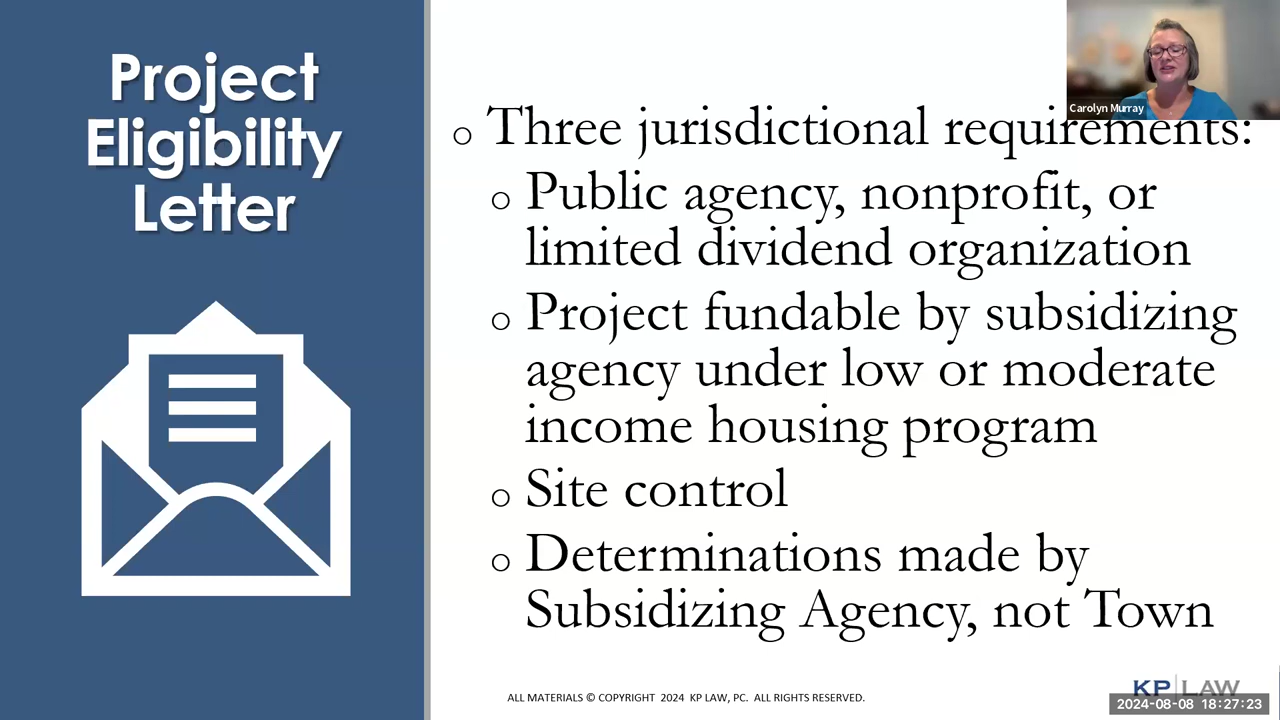 Project
Eligibility
Letter
Carolyn Murray
o Three jurisdictional requirements:
o Public agency, nonprofit, or
limited dividend organization
o Project fundable by subsidizing
agency under low or moderate
income housing program
o Site control
o Determinations made by
Subsidizing Agency, not Town
ALL MATERIALS © COPYRIGHT 2024 KP LAW, PC. ALL RIGHTS RESERVED.
KP | LAW
2024-08-08 18:27:23